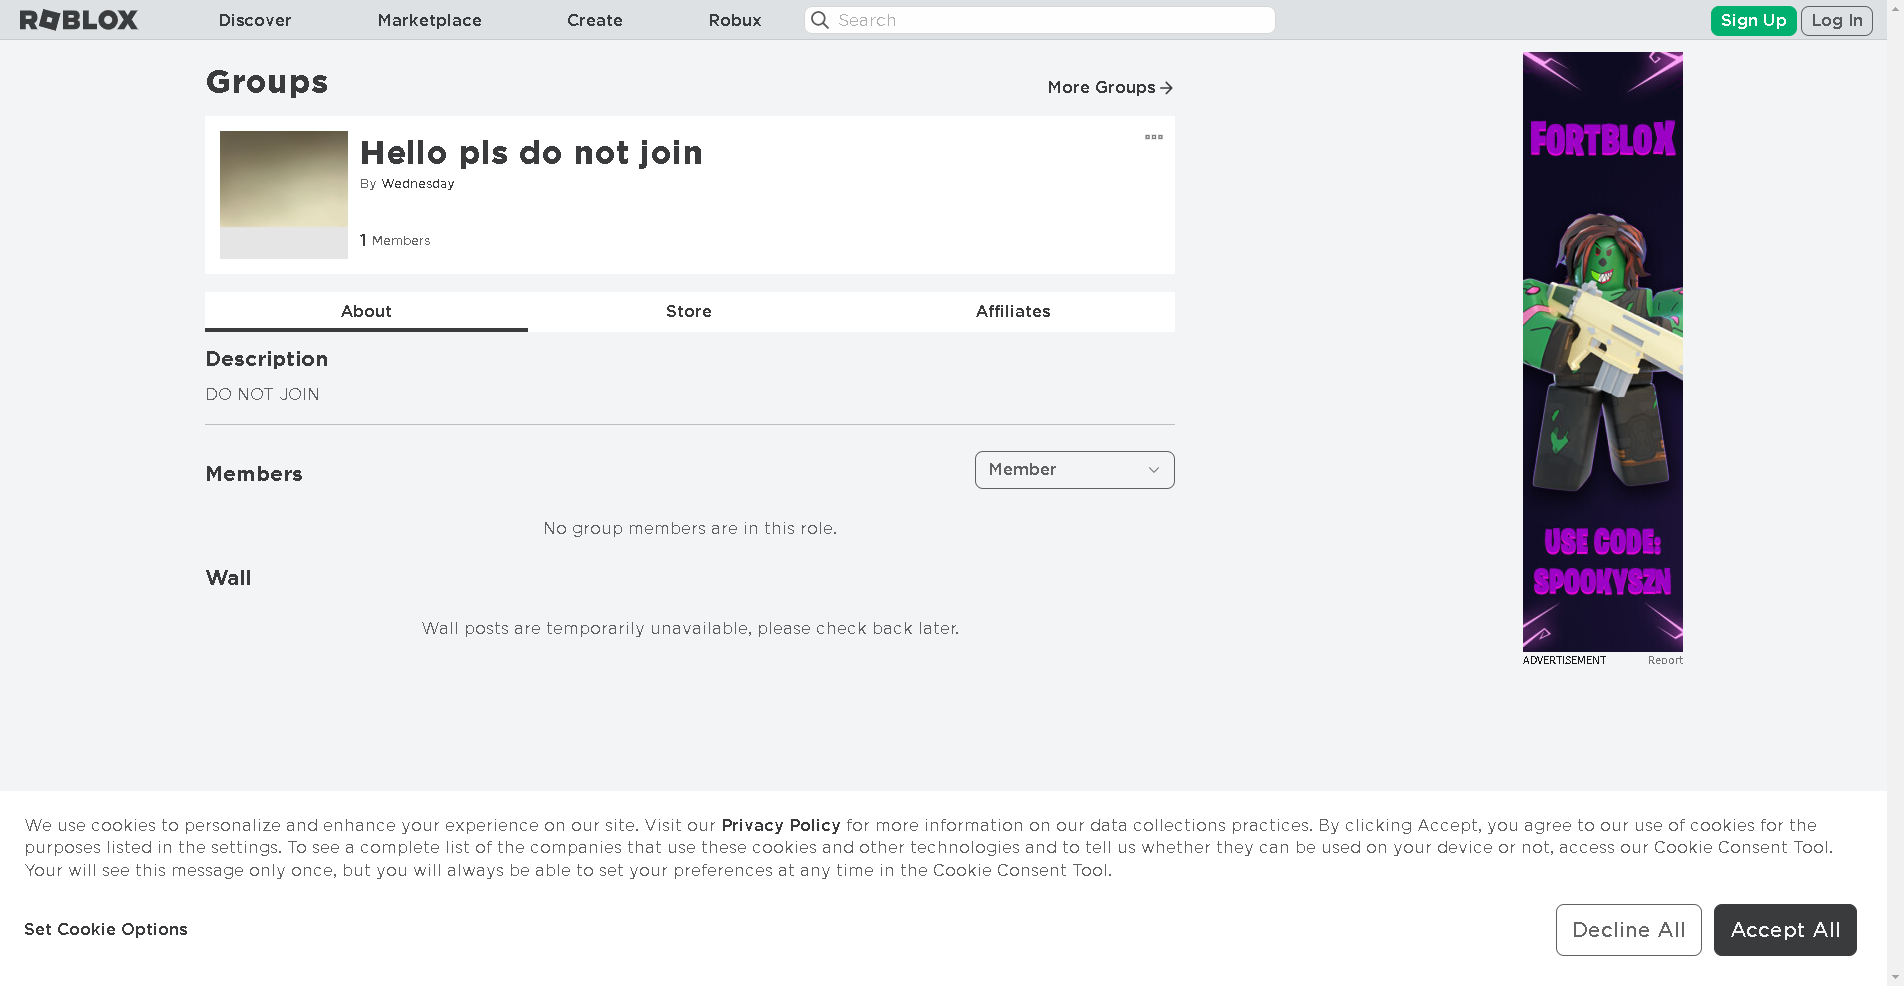 ROBLOX
Discover
Marketplace
Create
Robux
Search
Sign Up
Log In
Groups
More Groups
Hello pls do not join
By Wednesday
1 Members
About
Store
Affiliates
Description
DO NOT JOIN
Members
Member
No group members are in this role.
Wall
Wall posts are temporarily unavailable, please check back later.
FORTBLOX
USE CODE:
SPOOKYSZN
ADVERTISEMENT
Report
We use cookies to personalize and enhance your experience on our site. Visit our Privacy Policy for more information on our data collections practices. By clicking Accept, you agree to our use of cookies for the
purposes listed in the settings. To see a complete list of the companies that use these cookies and other technologies and to tell us whether they can be used on your device or not, access our Cookie Consent Tool.
Your will see this message only once, but you will always be able to set your preferences at any time in the Cookie Consent Tool.
Set Cookie Options
Decline All
Accept All